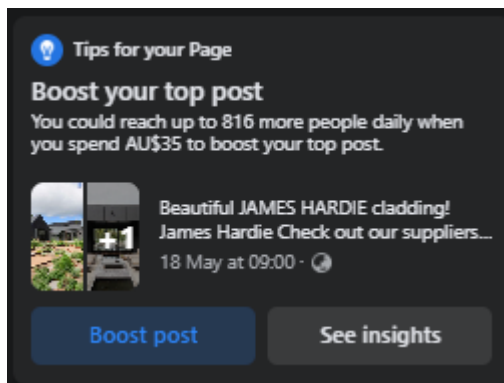 Tips for your Page
Boost your top post
You could reach up to 816 more people daily when
you spend AU$35 to boost your top post.
+1
Beautiful JAMES HARDIE cladding!
James Hardie Check out our suppliers...
18 May at 09:00 ·
Boost post
See insights